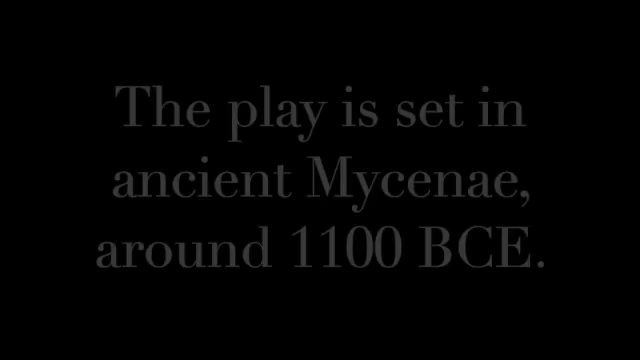 The play is set in
ancient Mycenae,
around 1100 BCE.